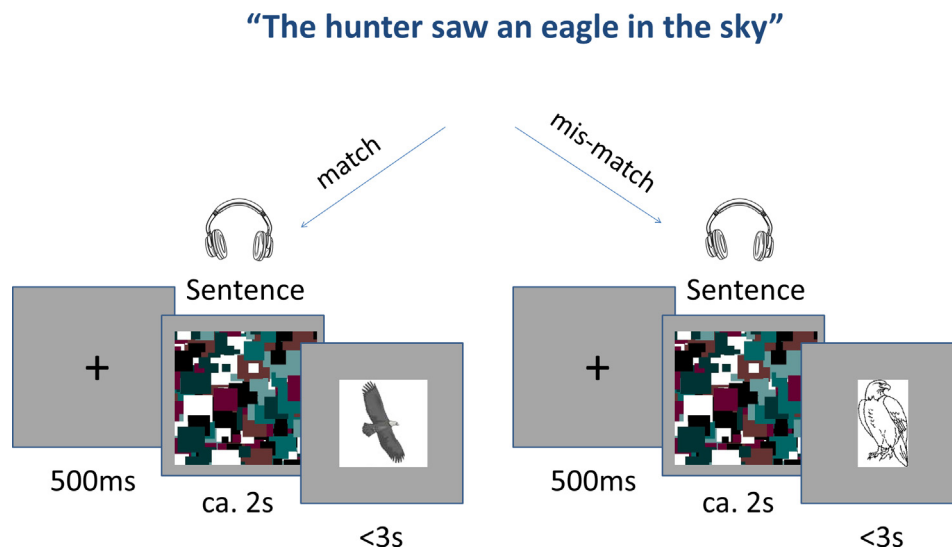 “The hunter saw an eagle in the sky”
match
mis-match
Sentence
Sentence
+
+
500ms
ca. 2s
<3s
500ms
ca. 2s
<3s